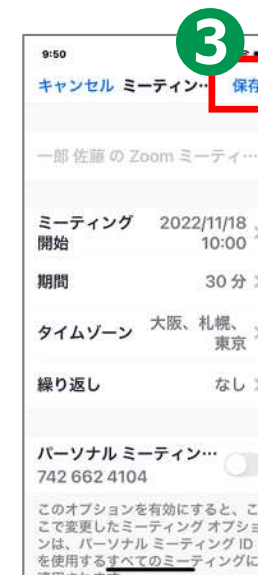 3
9:50
キャンセル ミーティン… 保存
一郎 佐藤 の Zoom ミーティ…
ミーティング 2022/11/18
開始 10:00
期間 30 分
タイムゾーン 大阪、札幌、
東京
繰り返し なし
パーソナル ミーティン…
742 662 4104
このオプションを有効にすると、こ
こで変更したミーティング オプショ
ンは、パーソナル ミーティング ID
を使用するすべてのミーティングに